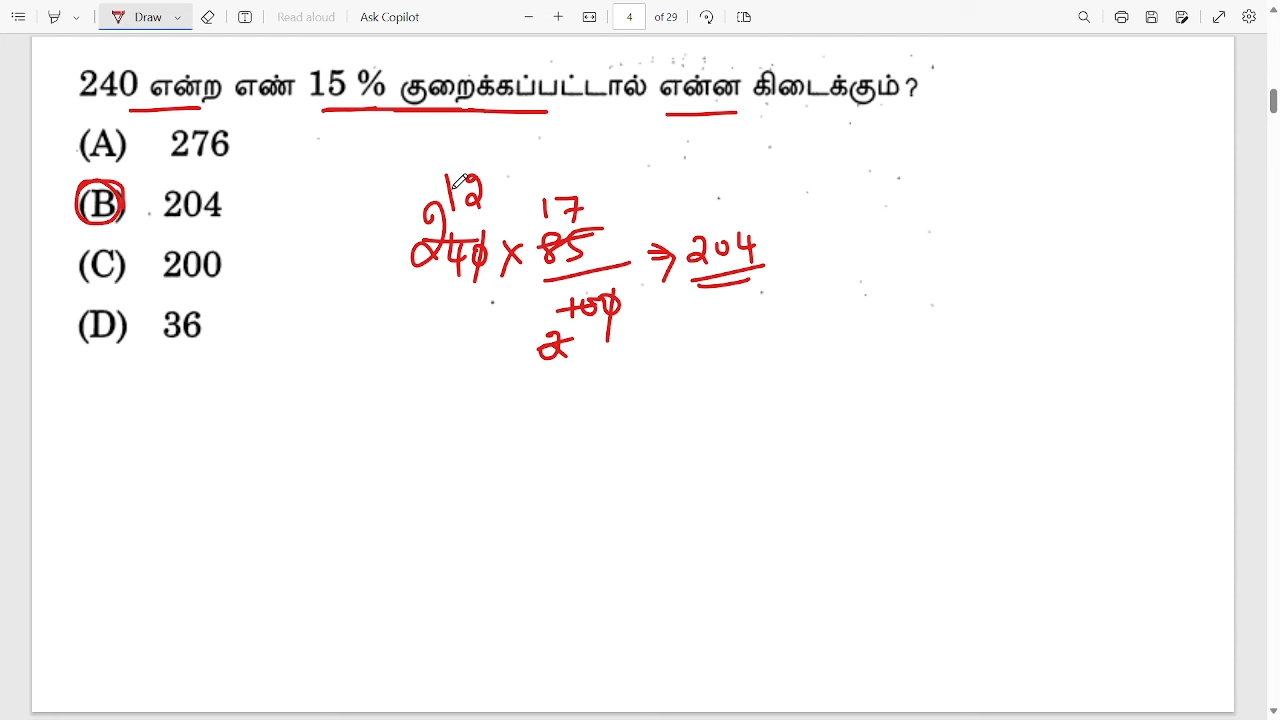 Draw
Read aloud
Ask Copilot
4
of 29
240 என்ற எண் 15 % குறைக்கப்பட்டால் என்ன கிடைக்கும் ?
(A) 276
(B) 204
(C) 200
(D) 36
12
2
17
240 × 85 ⇒ 204
100
2